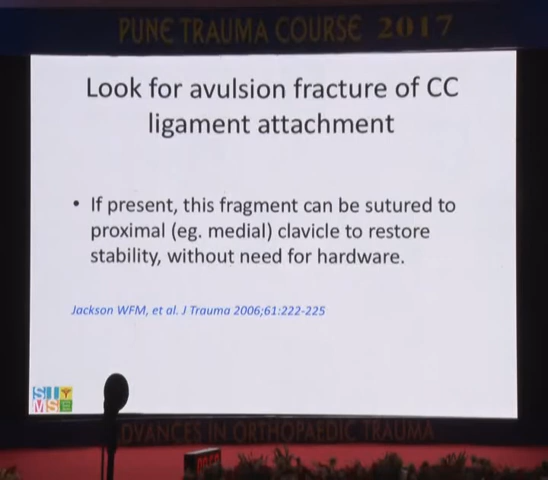 PUNE TRAUMA COURSE 2017
Look for avulsion fracture of CC
ligament attachment
• If present, this fragment can be sutured to
proximal (eg. medial) clavicle to restore
stability, without need for hardware.
Jackson WFM, et al. J Trauma 2006;61:222-225
DVANCES IN ORTHOPAEDIC TRAUMA